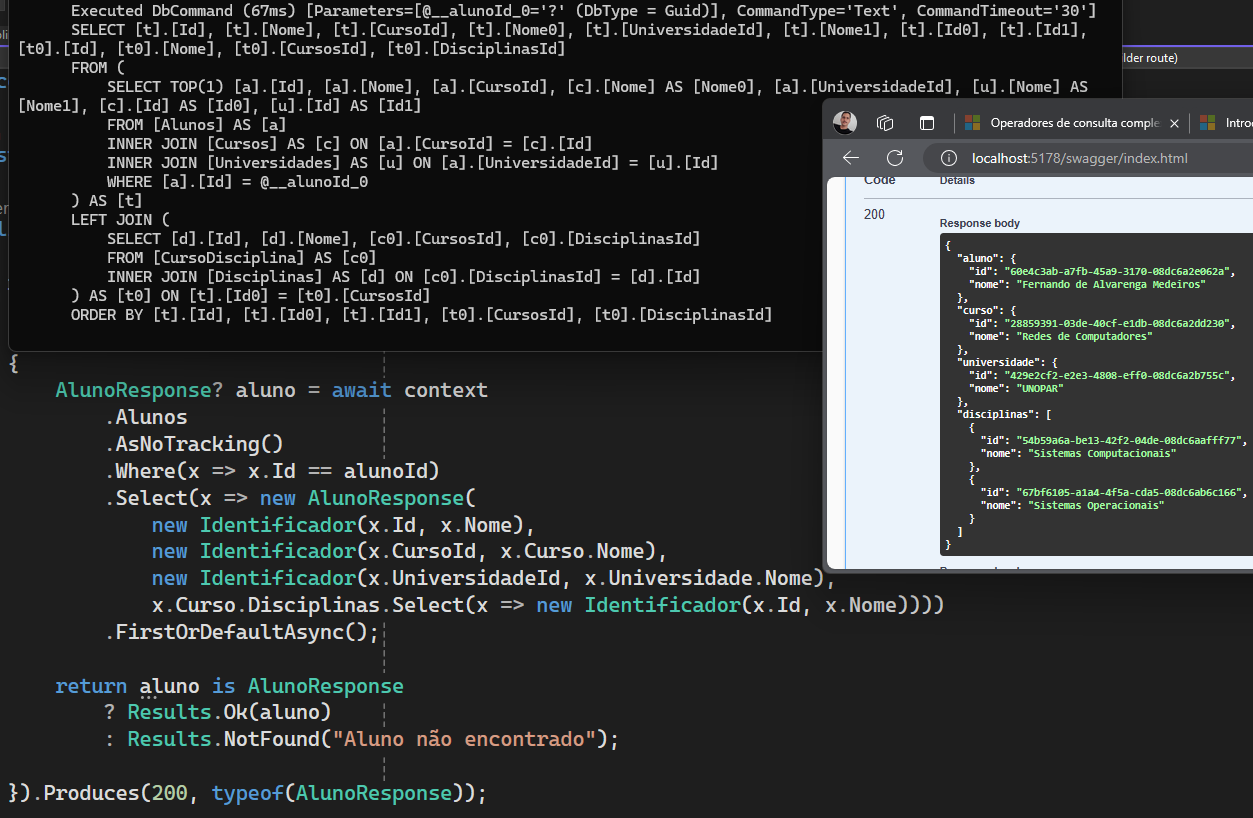 Executed DbCommand (67ms) [Parameters=[@__alunoId_0='?' (DbType = Guid)], CommandType='Text', CommandTimeout='30']
SELECT [t].[Id], [t].[Nome], [t].[CursoId], [t].[Nome0], [t].[UniversidadeId], [t].[Nome1], [t].[Id0], [t].[Id1],
[t0].[Id], [t0].[Nome], [t0].[CursosId], [t0].[DisciplinasId]
FROM (
SELECT TOP(1) [a].[Id], [a].[Nome], [a].[CursoId], [c].[Nome] AS [Nome0], [a].[UniversidadeId], [u].[Nome] AS
[Nome1], [c].[Id] AS [Id0], [u].[Id] AS [Id1]
FROM [Alunos] AS [a]
INNER JOIN [Cursos] AS [c] ON [a].[CursoId] = [c].[Id]
INNER JOIN [Universidades] AS [u] ON [a].[UniversidadeId] = [u].[Id]
WHERE [a].[Id] = @__alunoId_0
) AS [t]
LEFT JOIN (
SELECT [d].[Id], [d].[Nome], [c0].[CursosId], [c0].[DisciplinasId]
FROM [CursoDisciplina] AS [c0]
INNER JOIN [Disciplinas] AS [d] ON [c0].[DisciplinasId] = [d].[Id]
) AS [t0] ON [t].[Id0] = [t0].[CursosId]
ORDER BY [t].[Id], [t].[Id0], [t].[Id1], [t0].[CursosId], [t0].[DisciplinasId]
lder route)
Operadores de consulta comple
Intro
localhost:5178/swagger/index.html
Code Details
200
Response body
{
"aluno": {
"id": "60e4c3ab-a7fb-45a9-3170-08dc6a2e062a",
"nome": "Fernando de Alvarenga Medeiros"
},
"curso": {
"id": "28859391-03de-40cf-e1db-08dc6a2dd230",
"nome": "Redes de Computadores"
},
"universidade": {
"id": "429e2cf2-e2e3-4808-eff0-08dc6a2b755c",
"nome": "UNOPAR"
},
"disciplinas": [
{
"id": "54b59a6a-be13-42f2-04de-08dc6aafff77",
"nome": "Sistemas Computacionais"
},
{
"id": "67bf6105-a1a4-4f5a-cda5-08dc6ab6c166",
"nome": "Sistemas Operacionais"
}
]
}
{
AlunoResponse? aluno = await context
.Alunos
.AsNoTracking()
.Where(x => x.Id == alunoId)
.Select(x => new AlunoResponse(
new Identificador(x.Id, x.Nome),
new Identificador(x.CursoId, x.Curso.Nome),
new Identificador(x.UniversidadeId, x.Universidade.Nome),
x.Curso.Disciplinas.Select(x => new Identificador(x.Id, x.Nome))))
.FirstOrDefaultAsync();
return aluno is AlunoResponse
? Results.Ok(aluno)
: Results.NotFound("Aluno não encontrado");
}).Produces(200, typeof(AlunoResponse));